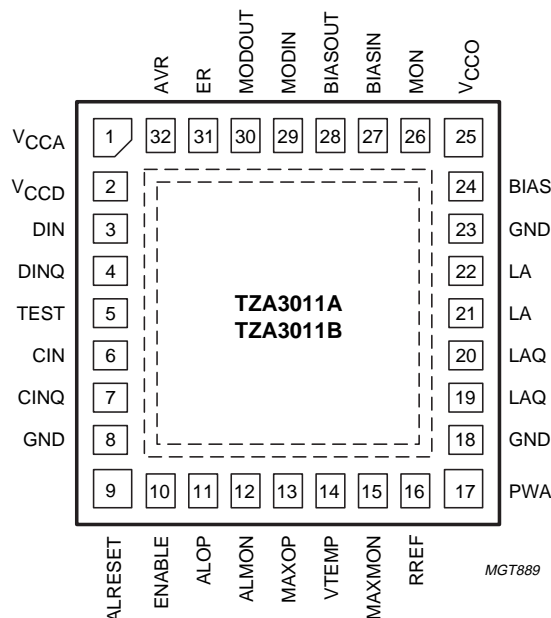 AVR
ER
MODOUT
MODIN
BIASOUT
BIASIN
MON
VCCO
VCCA 1 32 31 30 29 28 27 26 25
VCCD 2 24 BIAS
DIN 3 23 GND
DINQ 4 22 LA
TZA3011A
TZA3011B
TEST 5 21 LA
CIN 6 20 LAQ
CINQ 7 19 LAQ
GND 8 18 GND
9 10 11 12 13 14 15 16 17 PWA
ALRESET
ENABLE
ALOP
ALMON
MAXOP
VTEMP
MAXMON
RREF
MGT889